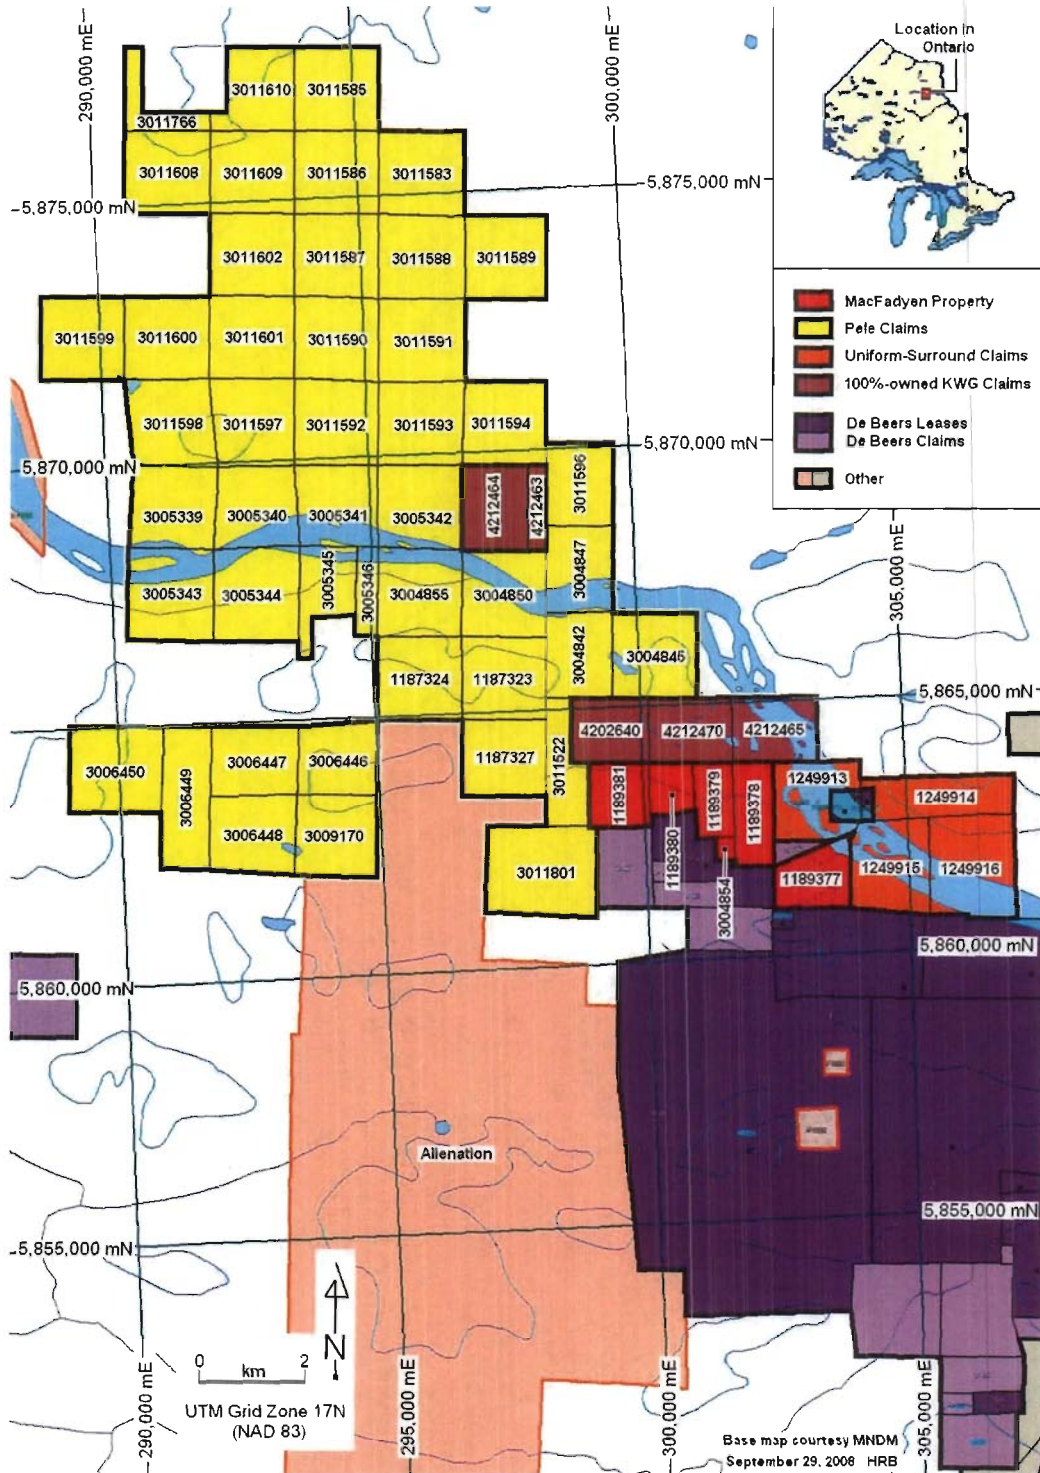 Location in
Ontario
290,000 mE
300,000 mE
3011610
3011585
3011766
3011608
3011609
3011586
3011583
5,875,000 mN
5,875,000 mN
3011602
3011587
3011588
3011589
MacFadyen Property
Pele Claims
Uniform-Surround Claims
100%-owned KWG Claims
De Beers Leases
De Beers Claims
Other
3011599
3011600
3011601
3011590
3011591
3011598
3011597
3011592
3011593
3011594
5,870,000 mN
5,870,000 mN
4212464
4212463
3011596
3005339
3005340
3005341
3005342
3005343
3005344
3005345
3005346
3004855
3004850
3004847
305,000 mE
3004842
3004846
1187324
1187323
5,865,000 mN
4202640
4212470
4212465
3006450
3006449
3006447
3006446
1187327
3011522
1189381
1189379
1189378
1249913
1249914
3006448
3009170
1189380
3011801
3004854
1189377
1249915
1249916
5,860,000 mN
5,860,000 mN
Alienation
5,855,000 mN
5,855,000 mN
N
0 2
km
UTM Grid Zone 17N
(NAD 83)
290,000 mE
295,000 mE
300,000 mE
305,000 mE
Base map courtesy MNDM
September 29, 2008 HRB